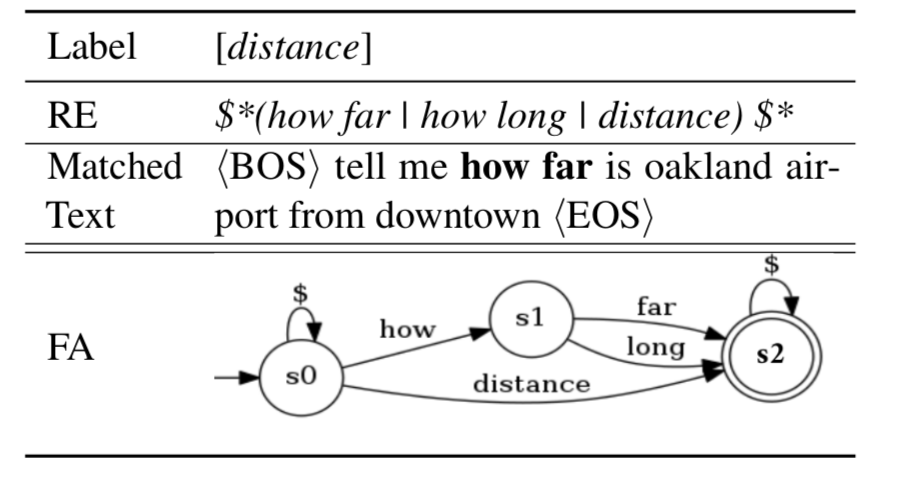 Label [distance]
RE $*(how far | how long | distance) $*
Matched ⟨BOS⟩ tell me how far is oakland air-
Text port from downtown ⟨EOS⟩
FA
$
$
how
s1
far
long
s0
distance
s2